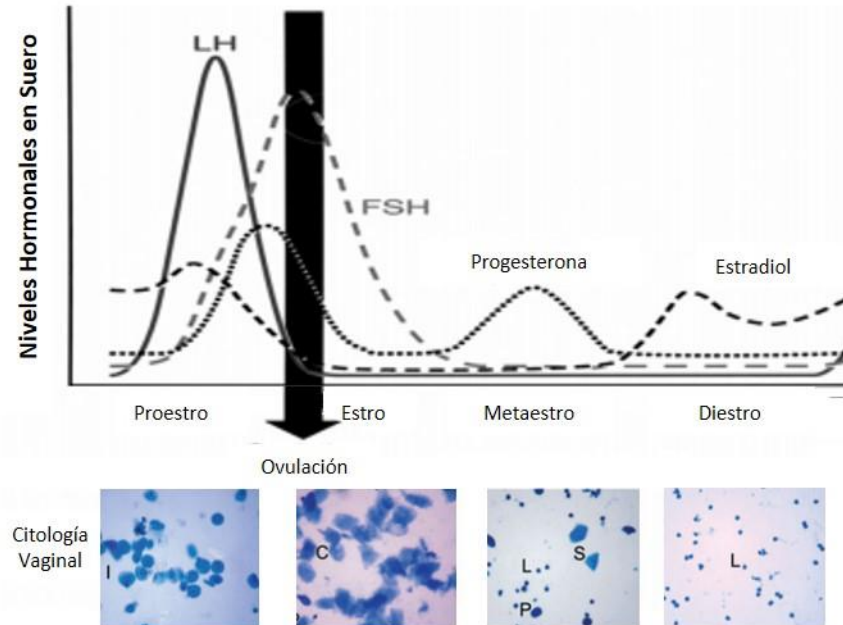 LH
FSH
Progesterona
Estradiol
Niveles Hormonales en Suero
Proestro
Estro
Metaestro
Diestro
Ovulación
Citología
Vaginal
I
C
L
S
P
L